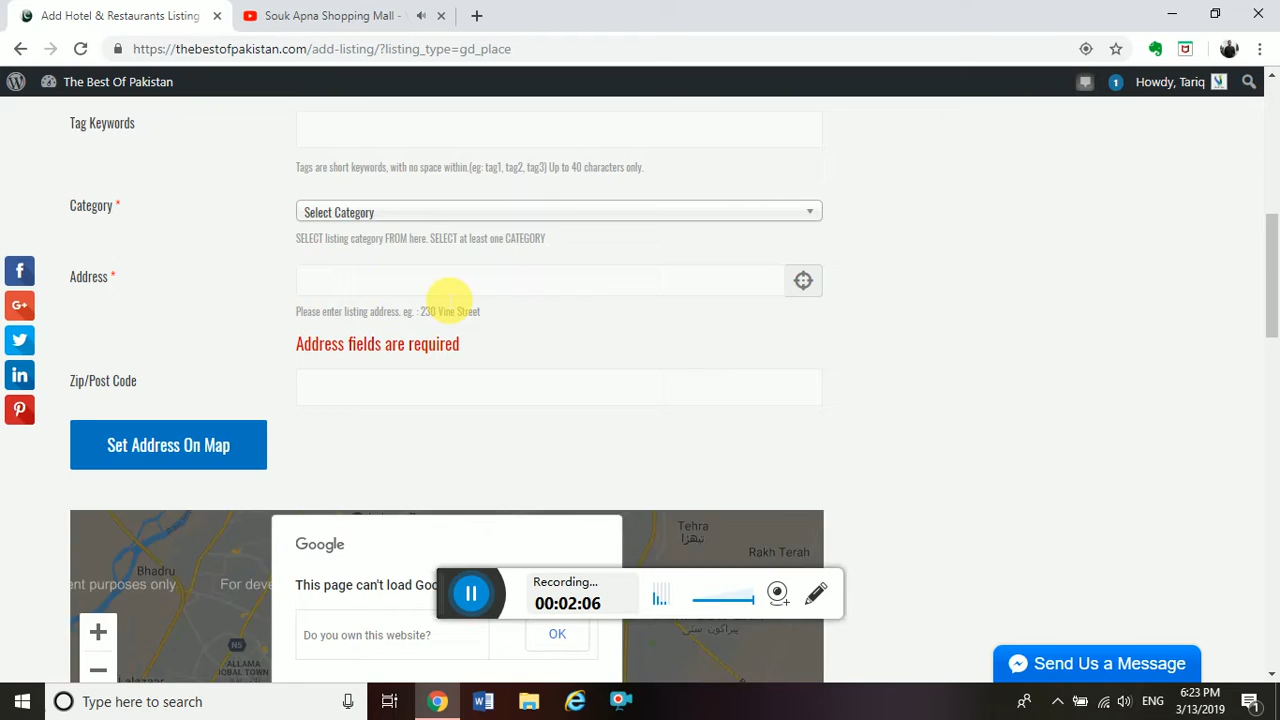 Add Hotel & Restaurants Listing
Souk Apna Shopping Mall -
https://thebestofpakistan.com/add-listing/?listing_type=gd_place
The Best Of Pakistan
1
Howdy, Tariq
Tag Keywords
Tags are short keywords, with no space within.(eg: tag1, tag2, tag3) Up to 40 characters only.
Category *
Select Category
SELECT listing category FROM here. SELECT at least one CATEGORY
Address *
Please enter listing address. eg. : 230 Vine Street
Address fields are required
Zip/Post Code
Set Address On Map
Google
This page can't load Goo
Do you own this website?
OK
Bhadru
ent purposes only
For deve
N5
ALLAMA
IQBAL TOWN
Tehra
تیھڑا
Rakh Terah
Recording...
00:02:06
Send Us a Message
Type here to search
ENG
6:23 PM
3/13/2019
1